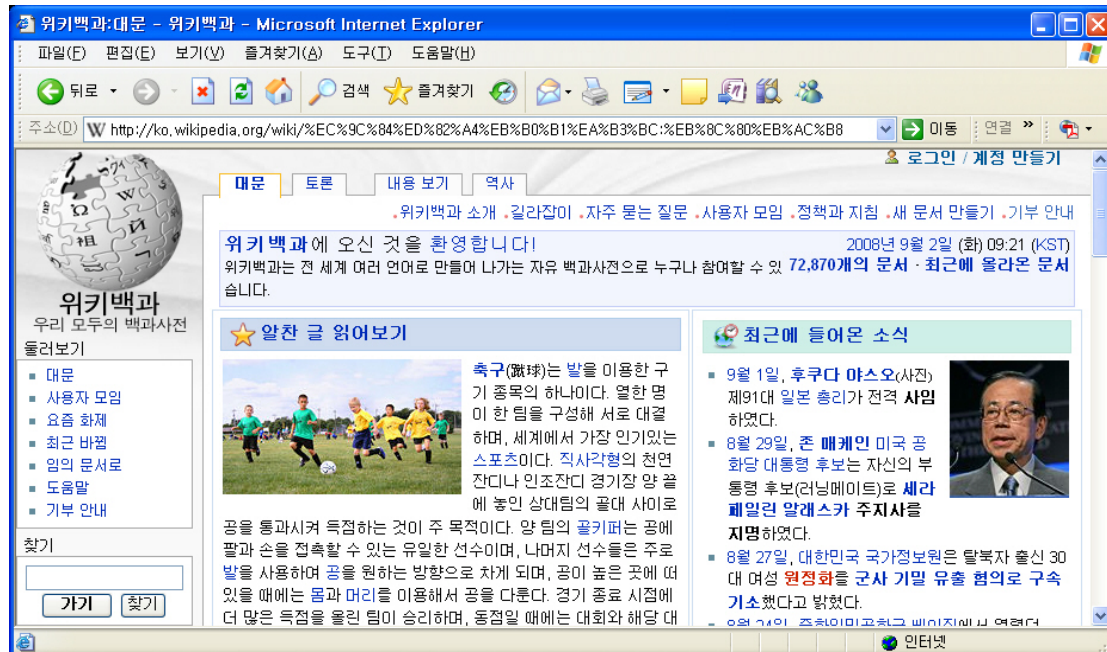 위키백과:대문 - 위키백과 - Microsoft Internet Explorer
파일(F) 편집(E) 보기(V) 즐겨찾기(A) 도구(T) 도움말(H)
뒤로 검색 즐겨찾기
주소(D) http://ko.wikipedia.org/wiki/%EC%9C%84%ED%82%A4%EB%B0%B1%EA%B3%BC:%EB%8C%80%EB%AC%B8 이동 연결 »
로그인 / 계정 만들기
대문 토론 내용 보기 역사
위키백과 소개 길라잡이 자주 묻는 질문 사용자 모임 정책과 지침 새 문서 만들기 기부 안내
위키백과에 오신 것을 환영합니다!
2008년 9월 2일 (화) 09:21 (KST)
위키백과는 전 세계 여러 언어로 만들어 나가는 자유 백과사전으로 누구나 참여할 수 있
습니다.
72,870개의 문서 · 최근에 올라온 문서
위키백과
우리 모두의 백과사전
둘러보기
대문
사용자 모임
요즘 화제
최근 바뀜
임의 문서로
도움말
기부 안내
찾기
가기 찾기
알찬 글 읽어보기
축구(蹴球)는 발을 이용한 구
기 종목의 하나이다. 열한 명
이 한 팀을 구성해 서로 대결
하며, 세계에서 가장 인기있는
스포츠이다. 직사각형의 천연
잔디나 인조잔디 경기장 양 끝
에 놓인 상대팀의 골대 사이로
공을 통과시켜 득점하는 것이 주 목적이다. 양 팀의 골키퍼는 공에
팔과 손을 접촉할 수 있는 유일한 선수이며, 나머지 선수들은 주로
발을 사용하여 공을 원하는 방향으로 차게 되며, 공이 높은 곳에 떠
있을 때에는 몸과 머리를 이용해서 공을 다룬다. 경기 종료 시점에
더 많은 득점을 올린 팀이 승리하며, 동점일 때에는 대회와 해당 대
최근에 들어온 소식
9월 1일, 후쿠다 야스오(사진)
제91대 일본 총리가 전격 사임
하였다.
8월 29일, 존 매케인 미국 공
화당 대통령 후보는 자신의 부
통령 후보(러닝메이트)로 세라
페일린 알래스카 주지사를
지명하였다.
8월 27일, 대한민국 국가정보원은 탈북자 출신 30
대 여성 원정화를 군사 기밀 유출 혐의로 구속
기소했다고 밝혔다.
8월 24일, 중화인민공화국 베이징에서 열렸던
인터넷